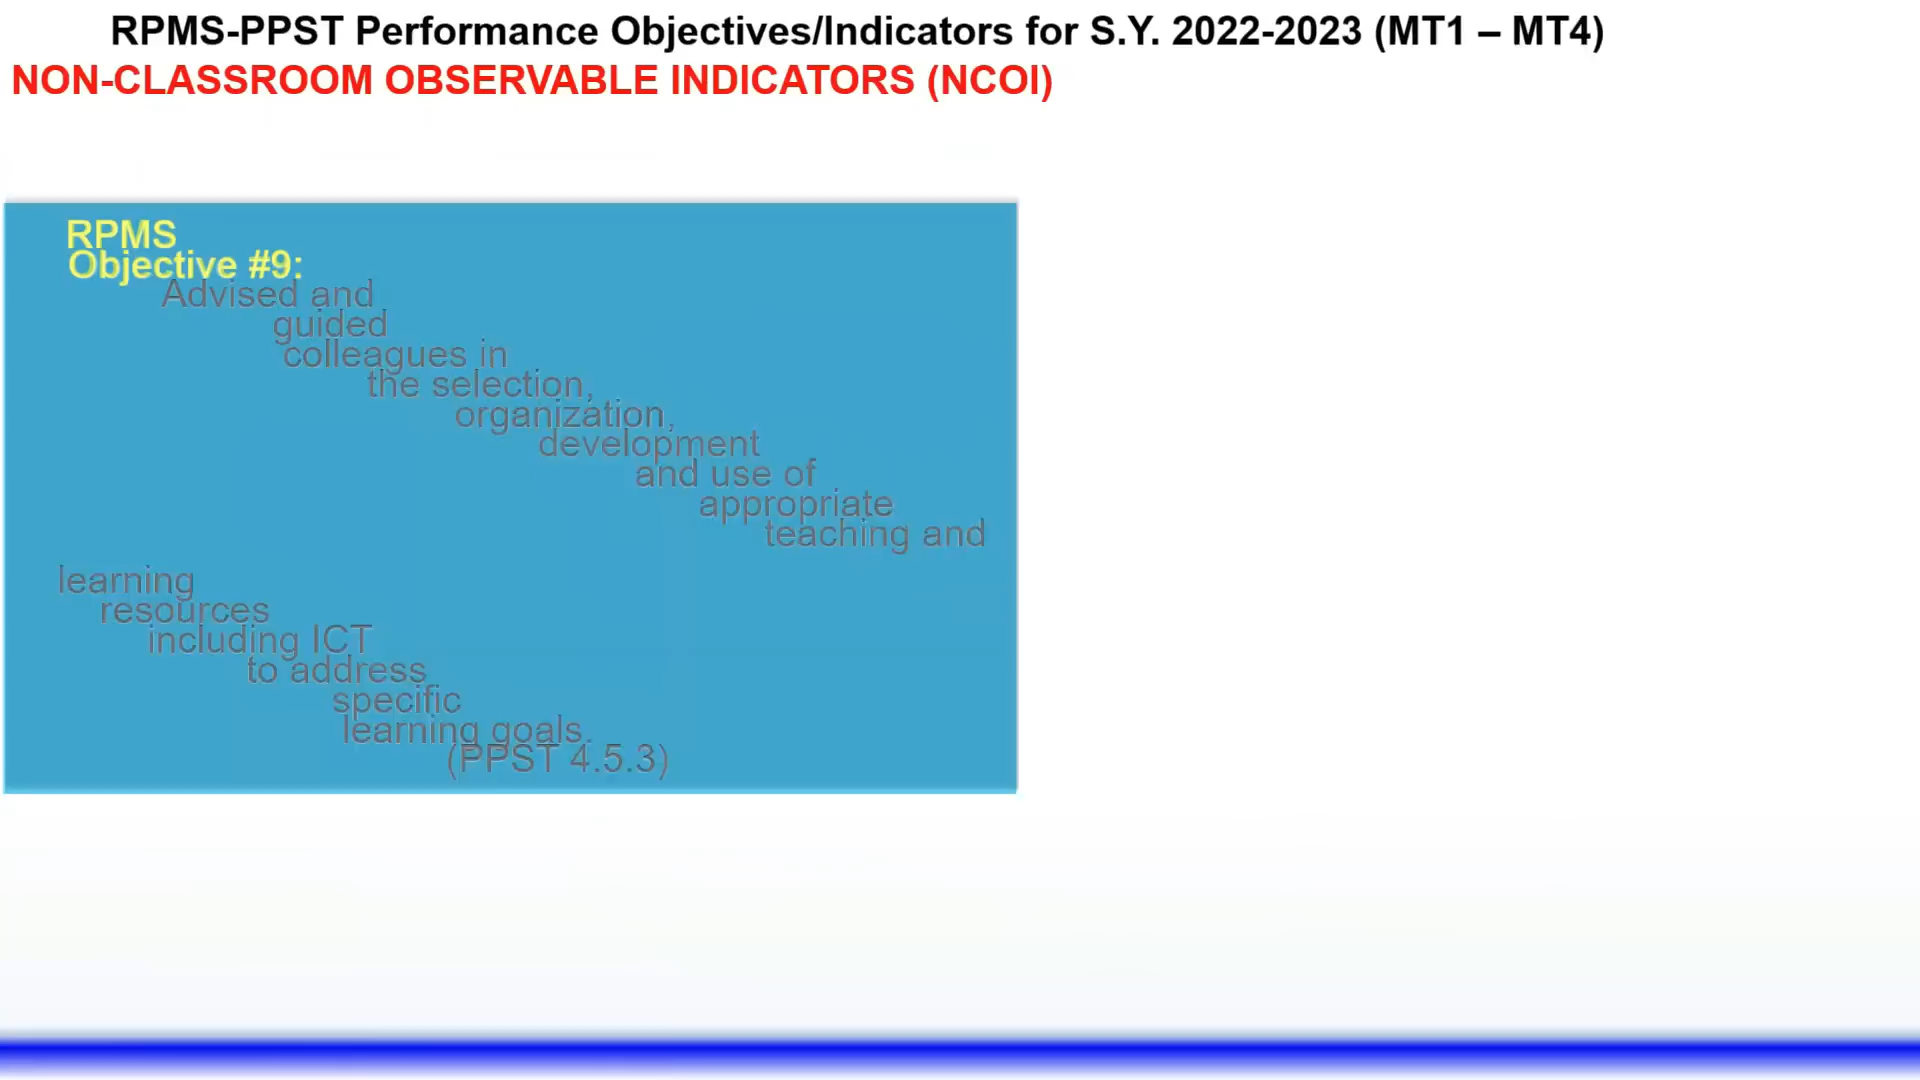 RPMS-PPST Performance Objectives/Indicators for S.Y. 2022-2023 (MT1 – MT4)
NON-CLASSROOM OBSERVABLE INDICATORS (NCOI)
RPMS
Objective #9:
Advised and
guided
colleagues in
the selection,
organization,
development
and use of
appropriate
teaching and
learning
resources
including ICT
to address
specific
learning goals.
(PPST 4.5.3)